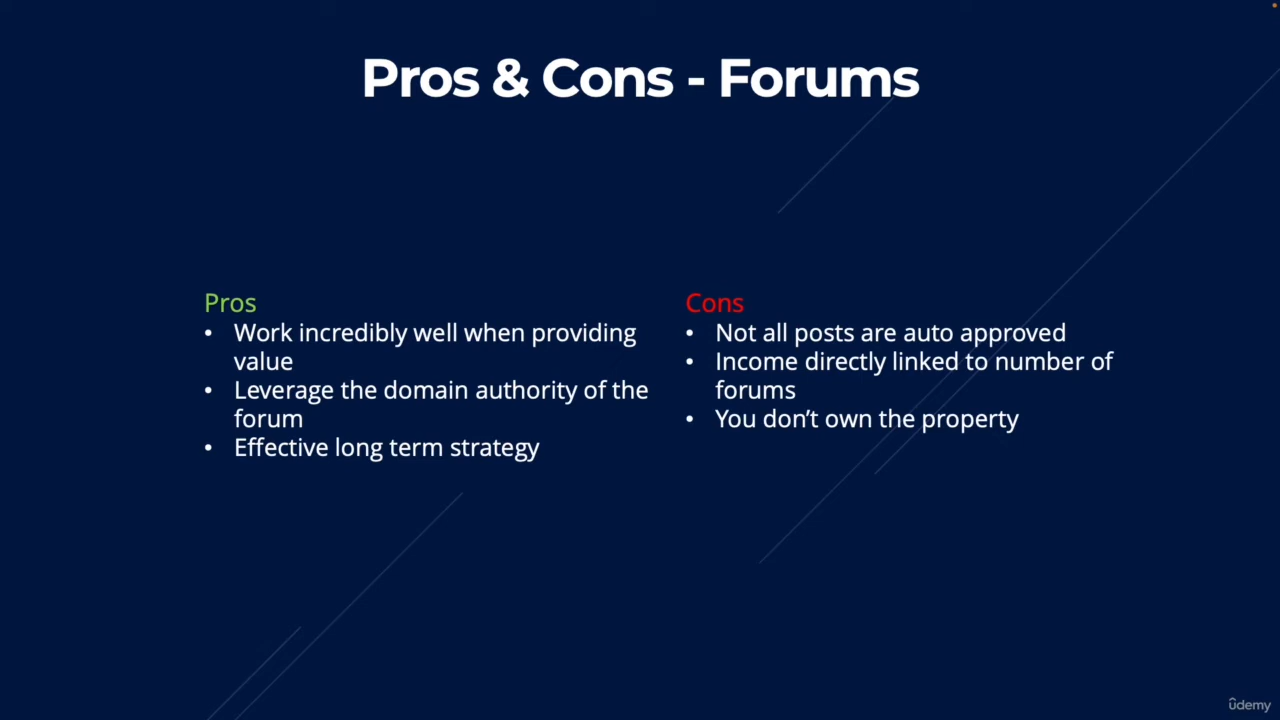 Pros & Cons - Forums
Pros
• Work incredibly well when providing
value
• Leverage the domain authority of the
forum
• Effective long term strategy
Cons
• Not all posts are auto approved
• Income directly linked to number of
forums
• You don’t own the property
ûdemy